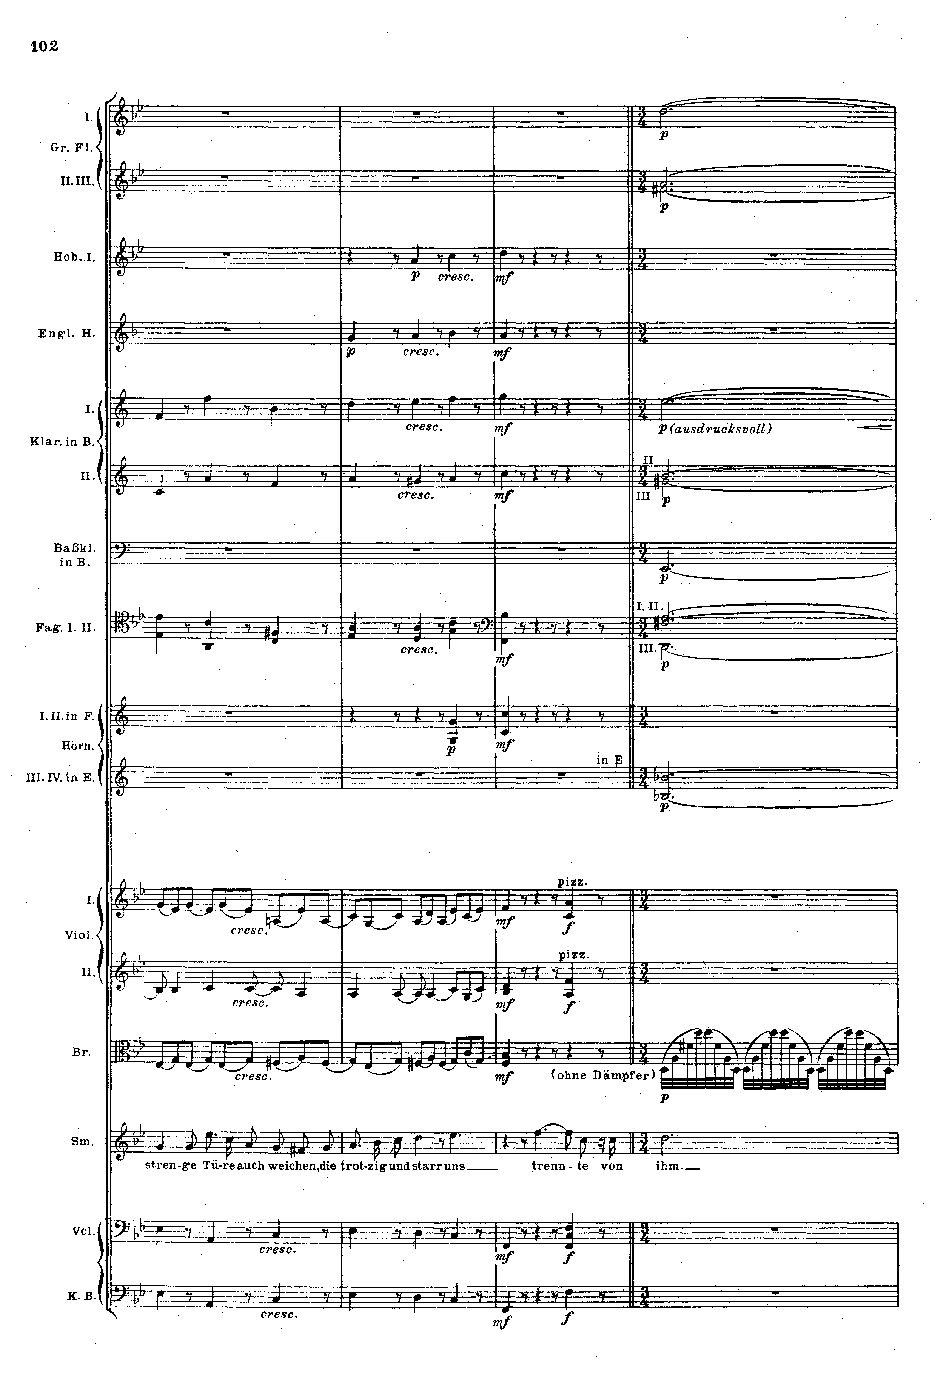 102
I.
Gr. Fl.
II. III.
Hob. I.
p cresc. mf
Engl. H.
p cresc. mf
I.
cresc. mf p (ausdrucksvoll)
Klar. in B.
II.
II
cresc. mf III p
Baßkl.
in B.
p
I. II.
Fag. I. II.
cresc. mf III. p
I. II. in F.
p mf
Hörn.
in E
III. IV. in E.
p
pizz.
I.
cresc. mf f
Viol.
pizz.
II.
cresc. mf f
Br.
cresc. mf (ohne Dämpfer)
p
Sm.
stren-ge Tü-re auch weichen, die trot-zig und starr uns trenn-te von ihm.
Vcl.
cresc. mf f
K. B.
cresc. mf f